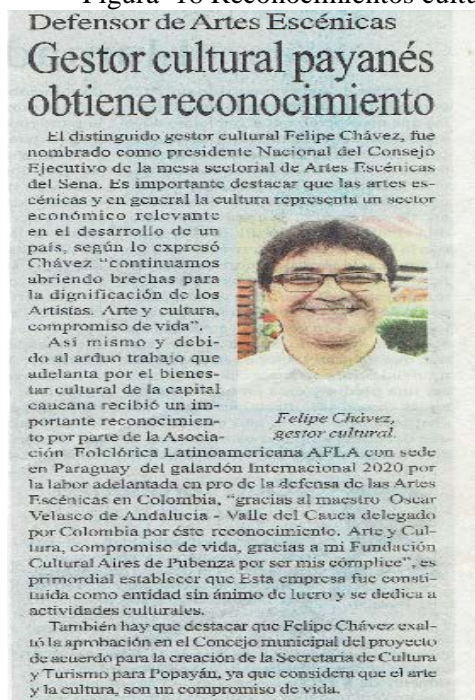 Figura 18 Reconocimientos cultu
Defensor de Artes Escénicas
Gestor cultural payanés
obtiene reconocimiento
El distinguido gestor cultural Felipe Chávez, fue
nombrado como presidente Nacional del Consejo
Ejecutivo de la mesa sectorial de Artes Escénicas
del Sena. Es importante destacar que las artes es-
cénicas y en general la cultura representa un sector
económico relevante
en el desarrollo de un
país, según lo expresó
Chávez "continuamos
abriendo brechas para
la dignificación de los
Artistas. Arte y cultura,
compromiso de vida".
Así mismo y debi-
do al arduo trabajo que
adelanta por el bienes-
tar cultural de la capital
caucana recibió un im-
portante reconocimien-
to por parte de la Asocia-
ción Folclórica Latinoamericana AFLA con sede
en Paraguay del galardón Internacional 2020 por
la labor adelantada en pro de la defensa de las Artes
Escénicas en Colombia, "gracias al maestro Oscar
Velasco de Andalucia - Valle del Cauca delegado
por Colombia por éste reconocimiento. Arte y Cul-
tura, compromiso de vida, gracias a mi Fundación
Cultural Aires de Pubenza por ser mis cómplice", es
primordial establecer que Esta empresa fue consti-
tuida como entidad sin ánimo de lucro y se dedica a
actividades culturales.
También hay que destacar que Felipe Chávez exal-
tó la aprobación en el Concejo municipal del proyecto
de acuerdo para la creación de la Secretaria de Cultura
y Turismo para Popayán, ya que considera que el arte
y la cultura, son un compromiso de vida.
Felipe Chávez,
gestor cultural.